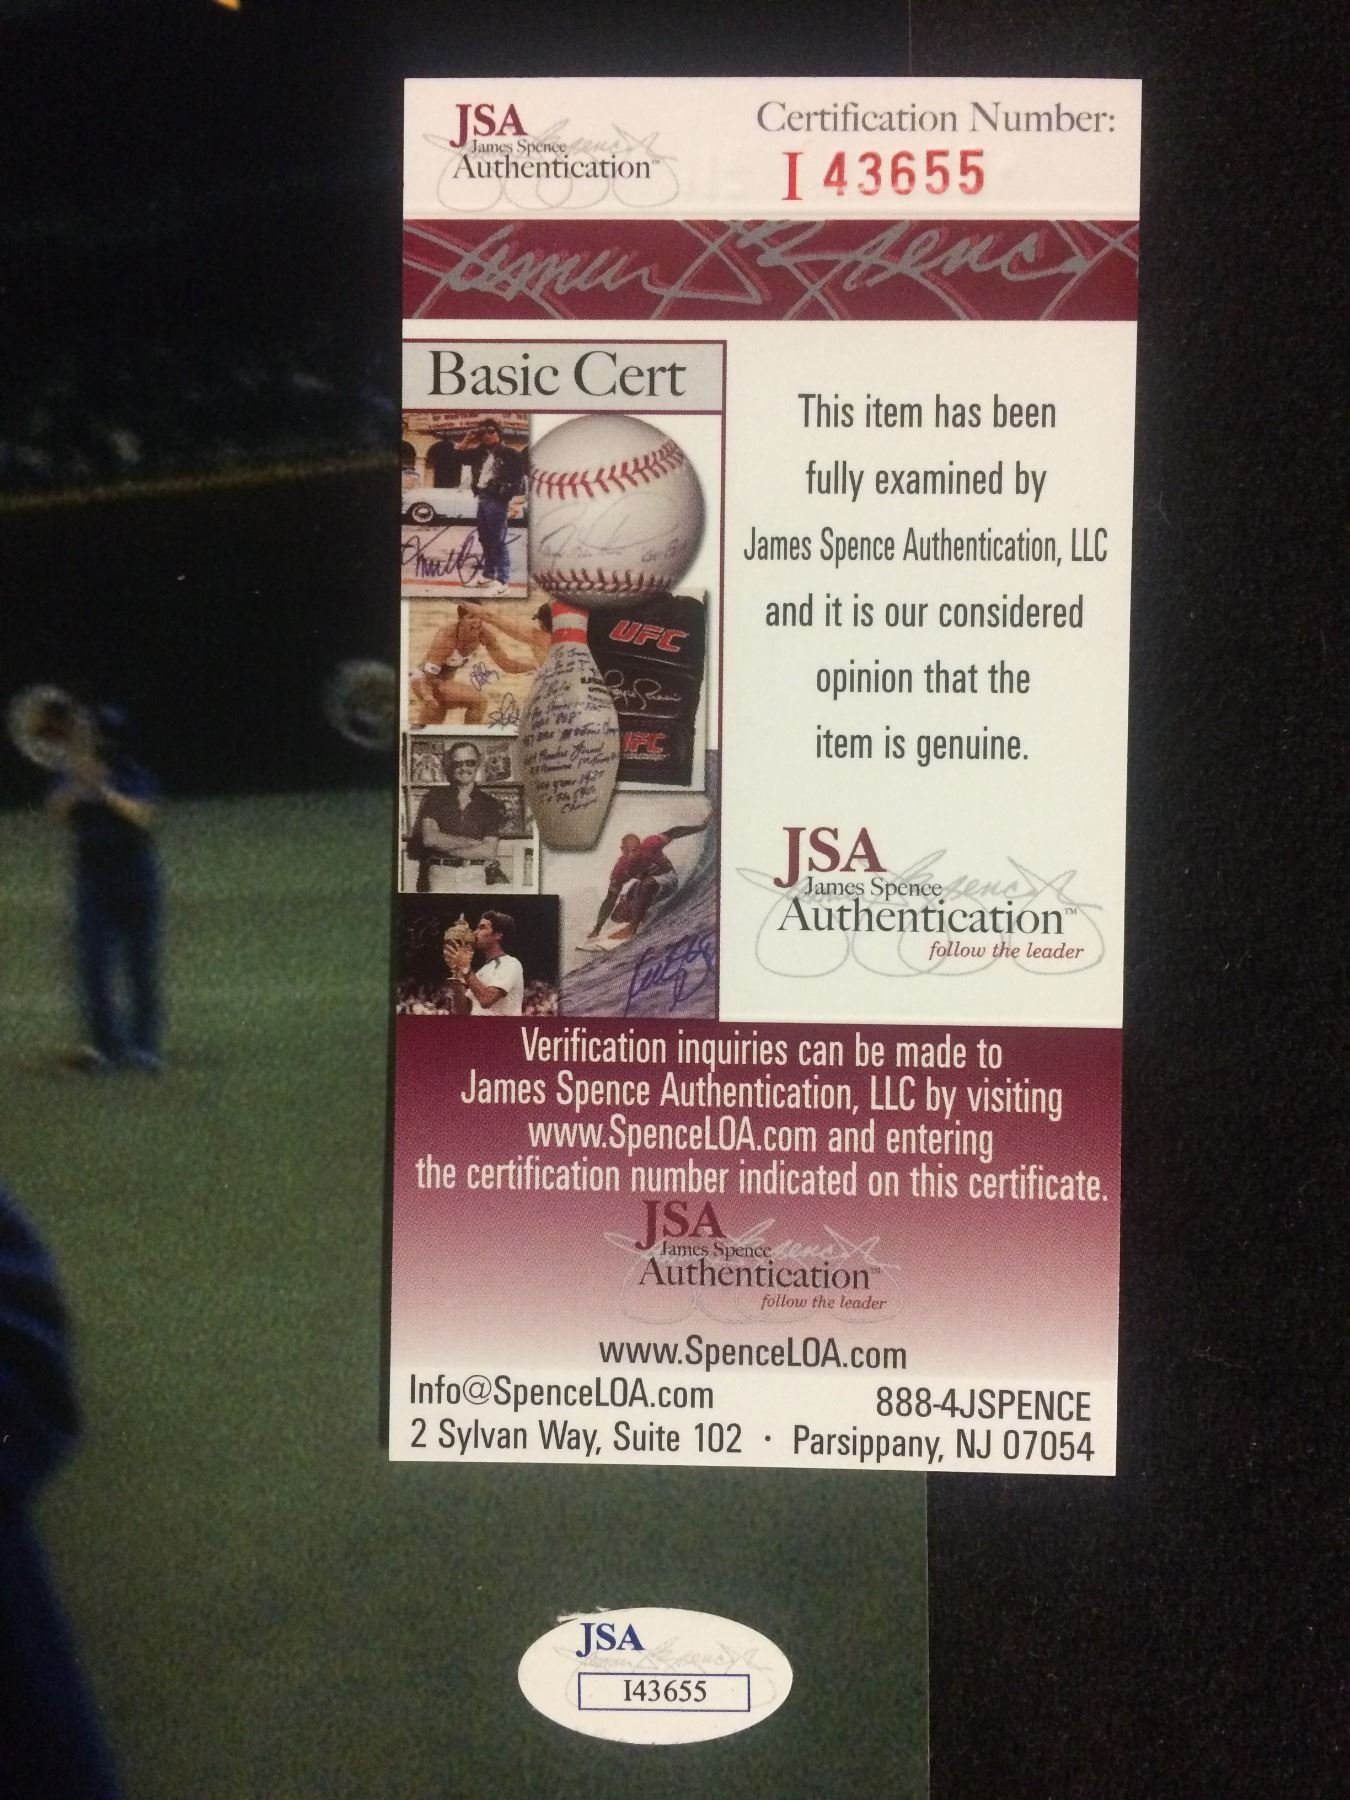 JSA
James Spence
Authentication™
Certification Number:
I 43655
Basic Cert
This item has been
fully examined by
James Spence Authentication, LLC
and it is our considered
opinion that the
item is genuine.
UFC
UFC
JSA
James Spence
Authentication™
follow the leader
Verification inquiries can be made to
James Spence Authentication, LLC by visiting
www.SpenceLOA.com and entering
the certification number indicated on this certificate.
JSA
James Spence
Authentication™
follow the leader
www.SpenceLOA.com
Info@SpenceLOA.com 888-4JSPENCE
2 Sylvan Way, Suite 102 · Parsippany, NJ 07054
JSA
I43655